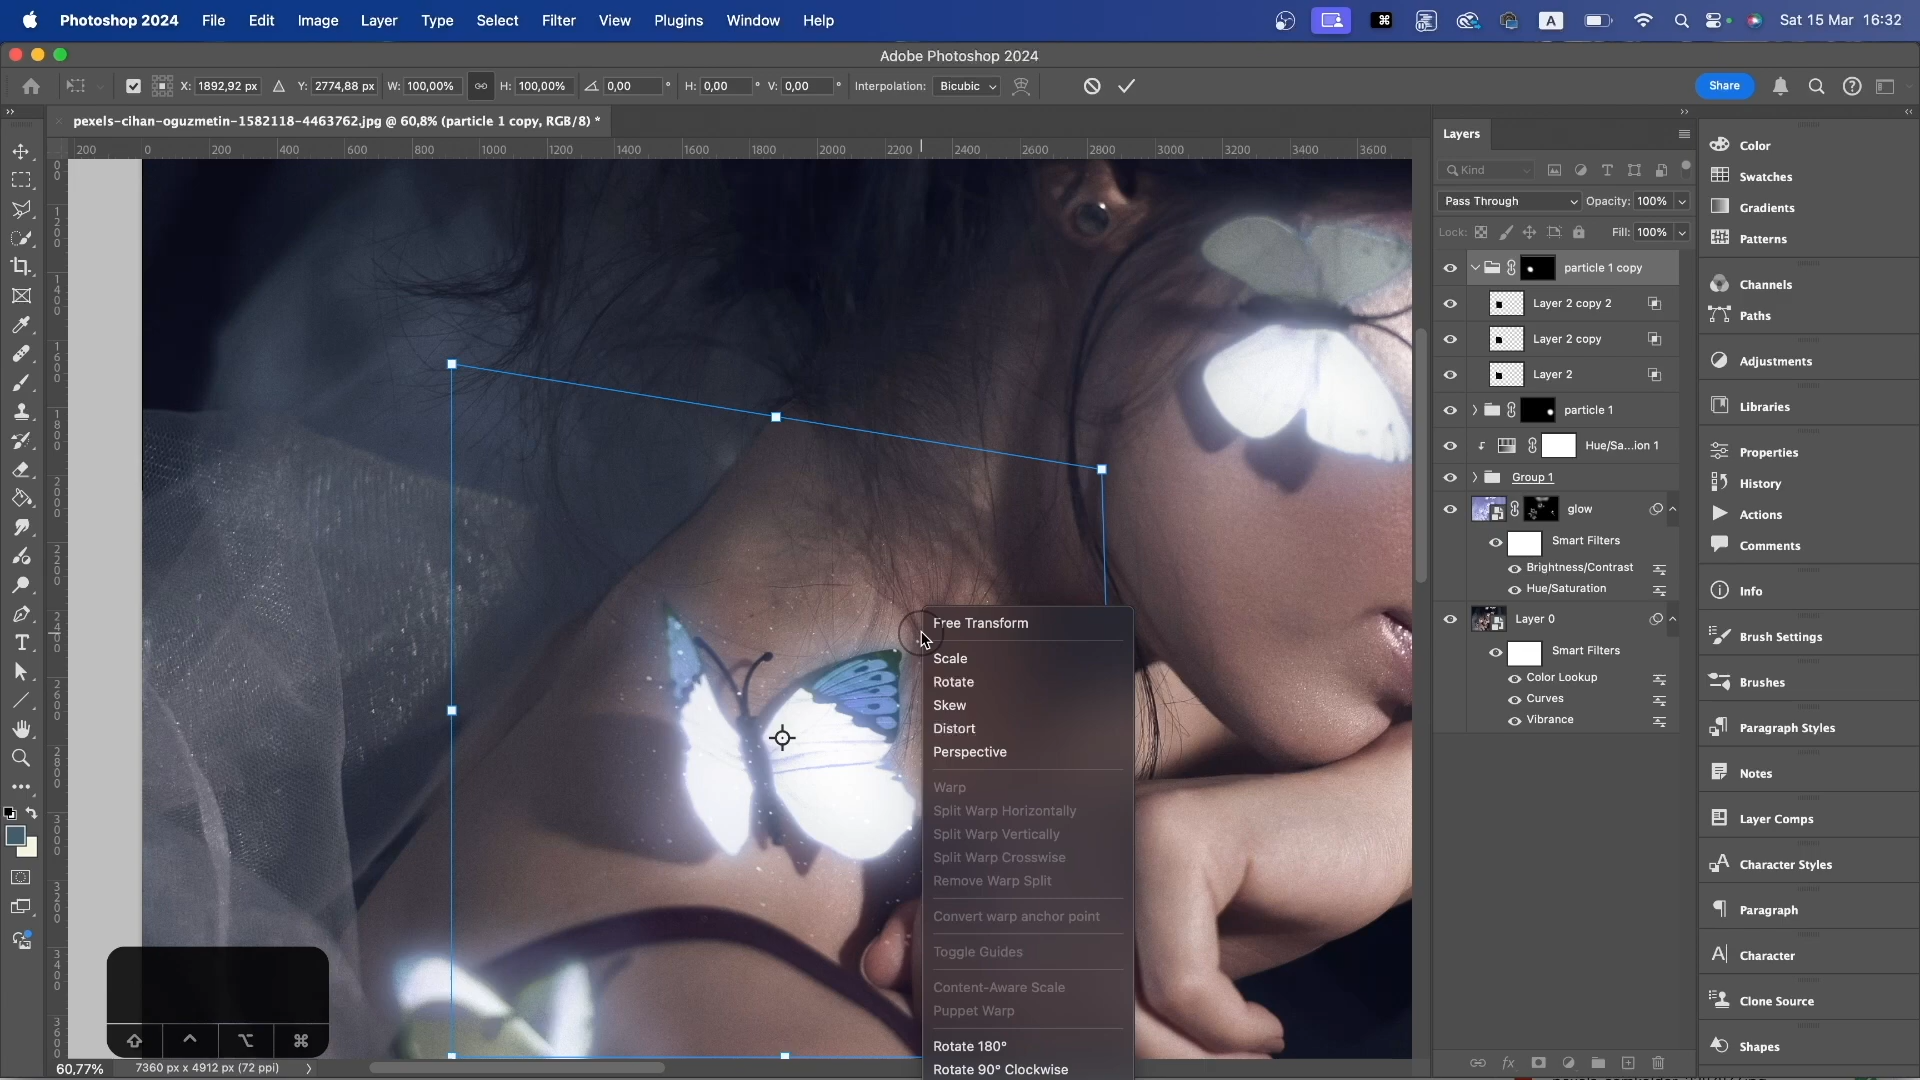 Photoshop 2024 File Edit Image Layer Type Select Filter View Plugins Window Help A Sat 15 Mar 16:32
Adobe Photoshop 2024
X: 1892,92 px Y: 2774,88 px W: 100,00% H: 100,00% 0,00 ° H: 0,00 ° V: 0,00 ° Interpolation: Bicubic Share
pexels-cihan-oguzmetin-1582118-4463762.jpg @ 60,8% (particle 1 copy, RGB/8) *
200 0 200 400 600 800 1000 1200 1400 1600 1800 2000 2200 2400 2600 2800 3000 3200 3400 3600
Free Transform
Scale
Rotate
Skew
Distort
Perspective
Warp
Split Warp Horizontally
Split Warp Vertically
Split Warp Crosswise
Remove Warp Split
Convert warp anchor point
Toggle Guides
Content-Aware Scale
Puppet Warp
Rotate 180°
Rotate 90° Clockwise
60,77% 7360 px x 4912 px (72 ppi)
Layers
Kind
Pass Through Opacity: 100%
Lock: Fill: 100%
particle 1 copy
Layer 2 copy 2
Layer 2 copy
Layer 2
particle 1
Hue/Sa...ion 1
Group 1
glow
Smart Filters
Brightness/Contrast
Hue/Saturation
Layer 0
Smart Filters
Color Lookup
Curves
Vibrance
fx
Color
Swatches
Gradients
Patterns
Channels
Paths
Adjustments
Libraries
Properties
History
Actions
Comments
Info
Brush Settings
Brushes
Paragraph Styles
Notes
Layer Comps
Character Styles
Paragraph
Character
Clone Source
Shapes